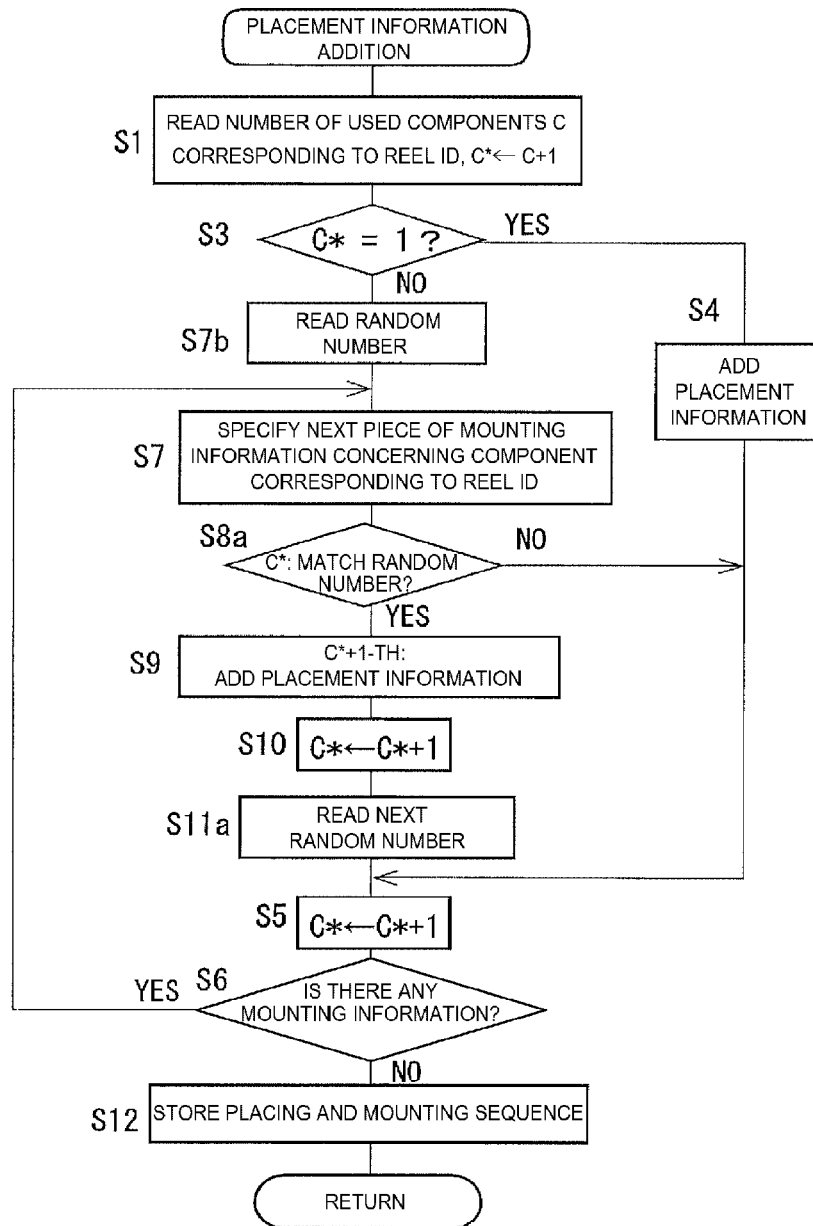 PLACEMENT INFORMATION
ADDITION
S1
READ NUMBER OF USED COMPONENTS C
CORRESPONDING TO REEL ID, C*← C+1
S3
C* = 1 ?
YES
NO
S7b
READ RANDOM
NUMBER
S4
ADD
PLACEMENT
INFORMATION
S7
SPECIFY NEXT PIECE OF MOUNTING
INFORMATION CONCERNING COMPONENT
CORRESPONDING TO REEL ID
S8a
C*: MATCH RANDOM
NUMBER?
NO
YES
S9
C*+1-TH:
ADD PLACEMENT INFORMATION
S10
C*←C*+1
S11a
READ NEXT
RANDOM NUMBER
S5
C*←C*+1
S6
YES
IS THERE ANY
MOUNTING INFORMATION?
NO
S12
STORE PLACING AND MOUNTING SEQUENCE
RETURN